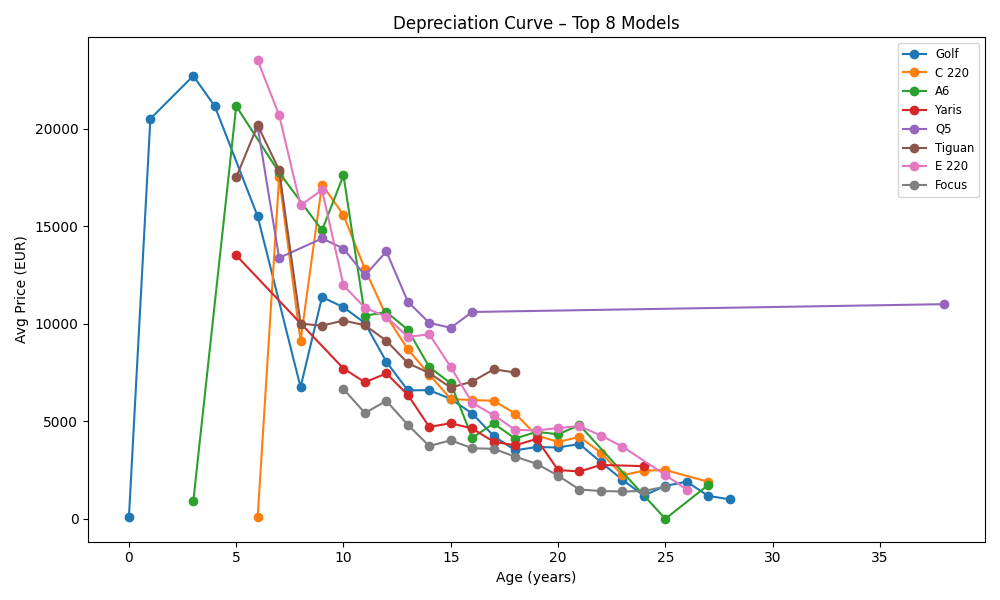 Depreciation Curve – Top 8 Models
Golf
C 220
A6
Yaris
Q5
Tiguan
E 220
Focus
Avg Price (EUR)
20000
15000
10000
5000
0
0 5 10 15 20 25 30 35
Age (years)